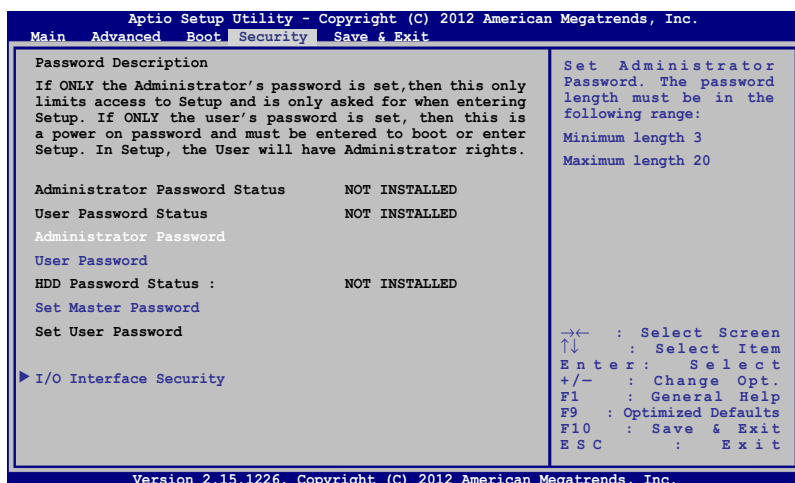 Aptio Setup Utility - Copyright (C) 2012 American Megatrends, Inc.
Main Advanced Boot Security Save & Exit
Password Description
If ONLY the Administrator's password is set,then this only
limits access to Setup and is only asked for when entering
Setup. If ONLY the user's password is set, then this is
a power on password and must be entered to boot or enter
Setup. In Setup, the User will have Administrator rights.
Administrator Password Status NOT INSTALLED
User Password Status NOT INSTALLED
Administrator Password
User Password
HDD Password Status : NOT INSTALLED
Set Master Password
Set User Password
I/O Interface Security
Set Administrator
Password. The password
length must be in the
following range:
Minimum length 3
Maximum length 20
→← : Select Screen
↑↓ : Select Item
Enter: Select
+/— : Change Opt.
F1 : General Help
F9 : Optimized Defaults
F10 : Save & Exit
ESC : Exit
Version 2.15.1226. Copyright (C) 2012 American Megatrends, Inc.